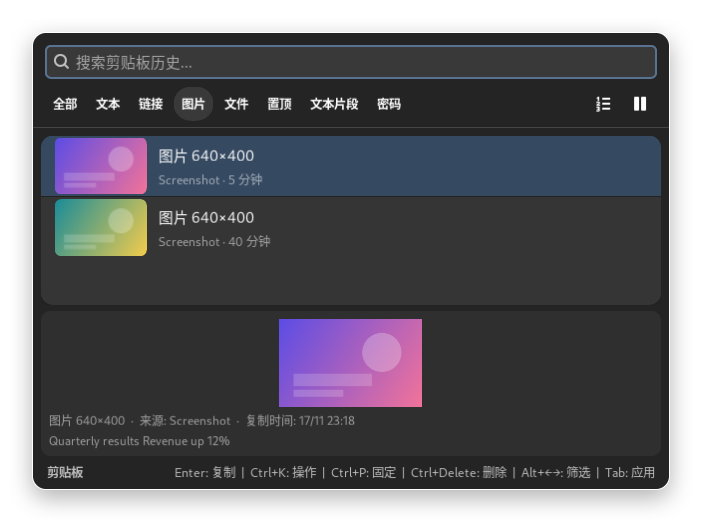 搜索剪贴板历史...
全部 文本 链接 图片 文件 置顶 文本片段 密码
图片 640×400
Screenshot · 5 分钟
图片 640×400
Screenshot · 40 分钟
图片 640×400 · 来源: Screenshot · 复制时间: 17/11 23:18
Quarterly results Revenue up 12%
剪贴板 Enter: 复制 | Ctrl+K: 操作 | Ctrl+P: 固定 | Ctrl+Delete: 删除 | Alt+←→: 筛选 | Tab: 应用